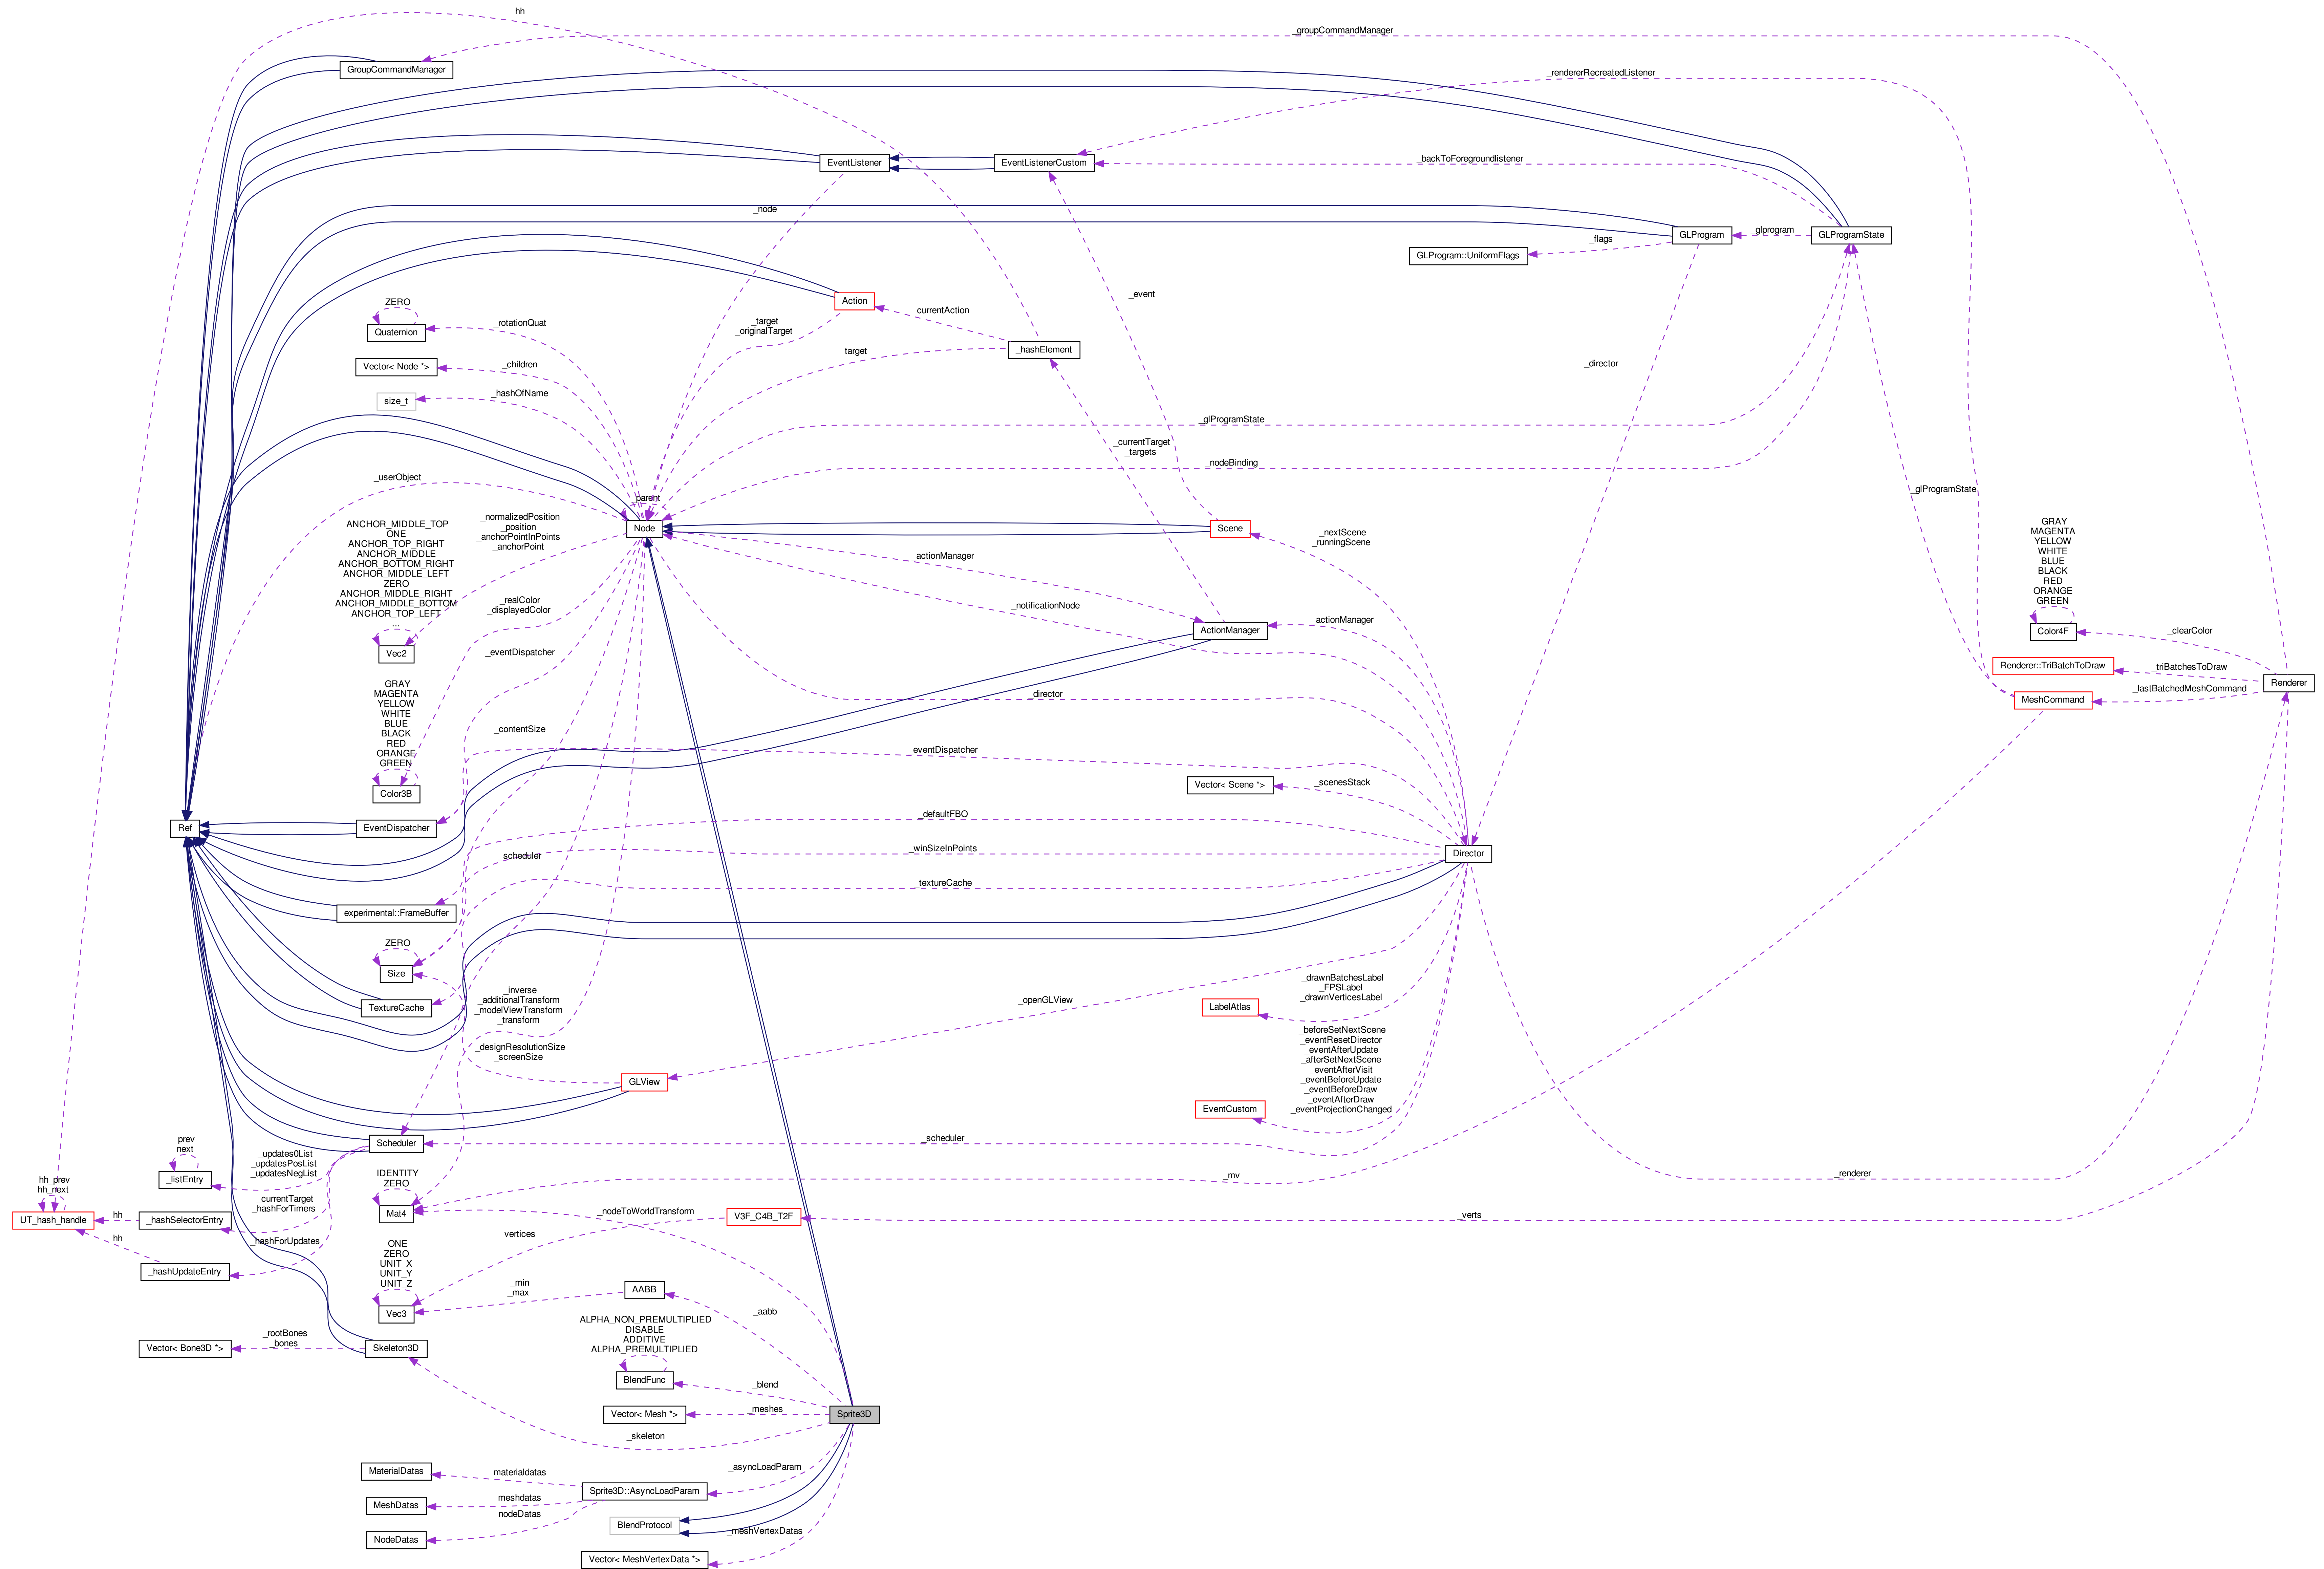 hh
_groupCommandManager
GroupCommandManager
_rendererRecreatedListener
EventListener
EventListenerCustom
_backToForegroundlistener
_node
GLProgram
_glprogram
GLProgramState
_flags
GLProgram::UniformFlags
_event
Action
ZERO
Quaternion
_rotationQuat
_target
_originalTarget
currentAction
_hashElement
target
Vector< Node *>
_children
_director
size_t
_hashOfName
_glProgramState
_currentTarget
_targets
_nodeBinding
_userObject
_parent
Node
Scene
_nextScene
_runningScene
_glProgramState
_normalizedPosition
_position
_anchorPointInPoints
_anchorPoint
ANCHOR_MIDDLE_TOP
ONE
ANCHOR_TOP_RIGHT
ANCHOR_MIDDLE
ANCHOR_BOTTOM_RIGHT
ANCHOR_MIDDLE_LEFT
ZERO
ANCHOR_MIDDLE_RIGHT
ANCHOR_MIDDLE_BOTTOM
ANCHOR_TOP_LEFT
...
Vec2
_actionManager
_realColor
_displayedColor
_notificationNode
ActionManager
_actionManager
GRAY
MAGENTA
YELLOW
WHITE
BLUE
BLACK
RED
ORANGE
GREEN
Color4F
_clearColor
Renderer::TriBatchToDraw
_triBatchesToDraw
Renderer
MeshCommand
_lastBatchedMeshCommand
_eventDispatcher
_director
GRAY
MAGENTA
YELLOW
WHITE
BLUE
BLACK
RED
ORANGE
GREEN
Color3B
_contentSize
_eventDispatcher
Vector< Scene *>
_scenesStack
Ref
EventDispatcher
_defaultFBO
_scheduler
_winSizeInPoints
Director
_textureCache
experimental::FrameBuffer
ZERO
Size
TextureCache
_inverse
_additionalTransform
_modelViewTransform
_transform
_openGLView
_drawnBatchesLabel
_FPSLabel
_drawnVerticesLabel
LabelAtlas
_designResolutionSize
_screenSize
GLView
_beforeSetNextScene
_eventResetDirector
_eventAfterUpdate
_afterSetNextScene
_eventAfterVisit
_eventBeforeUpdate
_eventBeforeDraw
_eventAfterDraw
_eventProjectionChanged
EventCustom
Scheduler
_scheduler
prev
next
_listEntry
_updates0List
_updatesPosList
_updatesNegList
IDENTITY
ZERO
Mat4
_mv
_renderer
hh_prev
hh_next
UT_hash_handle
hh
_hashSelectorEntry
_currentTarget
_hashForTimers
_nodeToWorldTransform
V3F_C4B_T2F
_verts
hh
_hashUpdateEntry
_hashForUpdates
vertices
ONE
ZERO
UNIT_X
UNIT_Y
UNIT_Z
Vec3
_min
_max
AABB
_aabb
Vector< Bone3D *>
_rootBones
_bones
Skeleton3D
ALPHA_NON_PREMULTIPLIED
DISABLE
ADDITIVE
ALPHA_PREMULTIPLIED
BlendFunc
_blend
Vector< Mesh *>
_meshes
Sprite3D
_skeleton
_asyncLoadParam
MaterialDatas
materialdatas
Sprite3D::AsyncLoadParam
MeshDatas
meshdatas
nodeDatas
NodeDatas
BlendProtocol
_meshVertexDatas
Vector< MeshVertexData *>